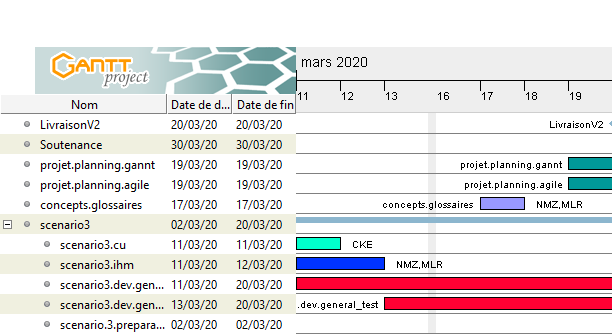 GANTT
project
mars 2020
11 12 13 16 17 18 19
Nom Date de d... Date de fin
LivraisonV2 20/03/20 20/03/20 LivraisonV2
Soutenance 30/03/20 30/03/20
projet.planning.gannt 19/03/20 19/03/20 projet.planning.gannt
projet.planning.agile 19/03/20 19/03/20 projet.planning.agile
concepts.glossaires 17/03/20 17/03/20 concepts.glossaires NMZ,MLR
scenario3 02/03/20 20/03/20
scenario3.cu 11/03/20 11/03/20 CKE
scenario3.ihm 11/03/20 12/03/20 NMZ,MLR
scenario3.dev.gen... 11/03/20 20/03/20
scenario3.dev.gen... 13/03/20 20/03/20 .dev.general_test
scenario.3.prepara... 02/03/20 02/03/20